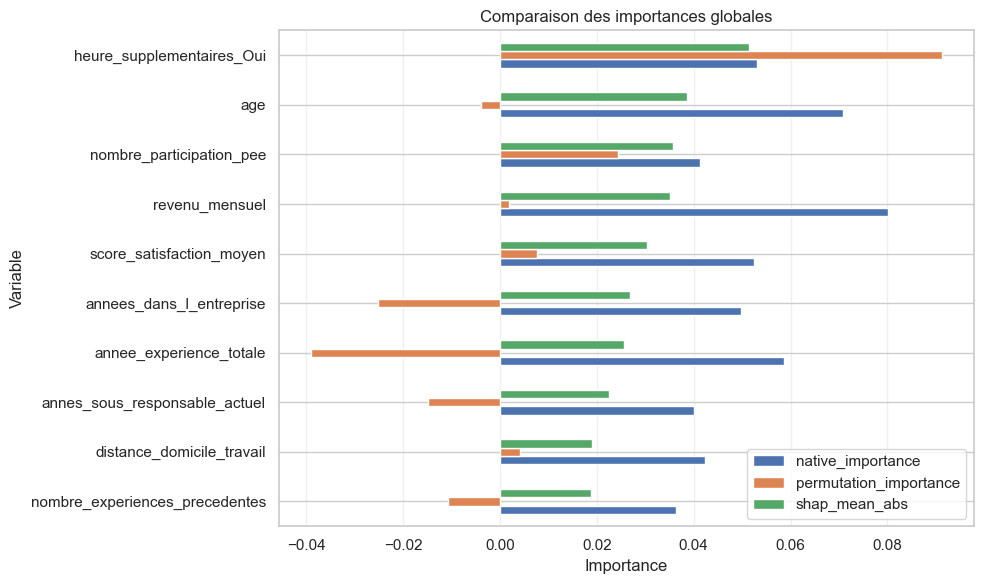 Comparaison des importances globales
Variable
heure_supplementaires_Oui
age
nombre_participation_pee
revenu_mensuel
score_satisfaction_moyen
annees_dans_l_entreprise
annee_experience_totale
annes_sous_responsable_actuel
distance_domicile_travail
nombre_experiences_precedentes
native_importance
permutation_importance
shap_mean_abs
−0.04 −0.02 0.00 0.02 0.04 0.06 0.08
Importance